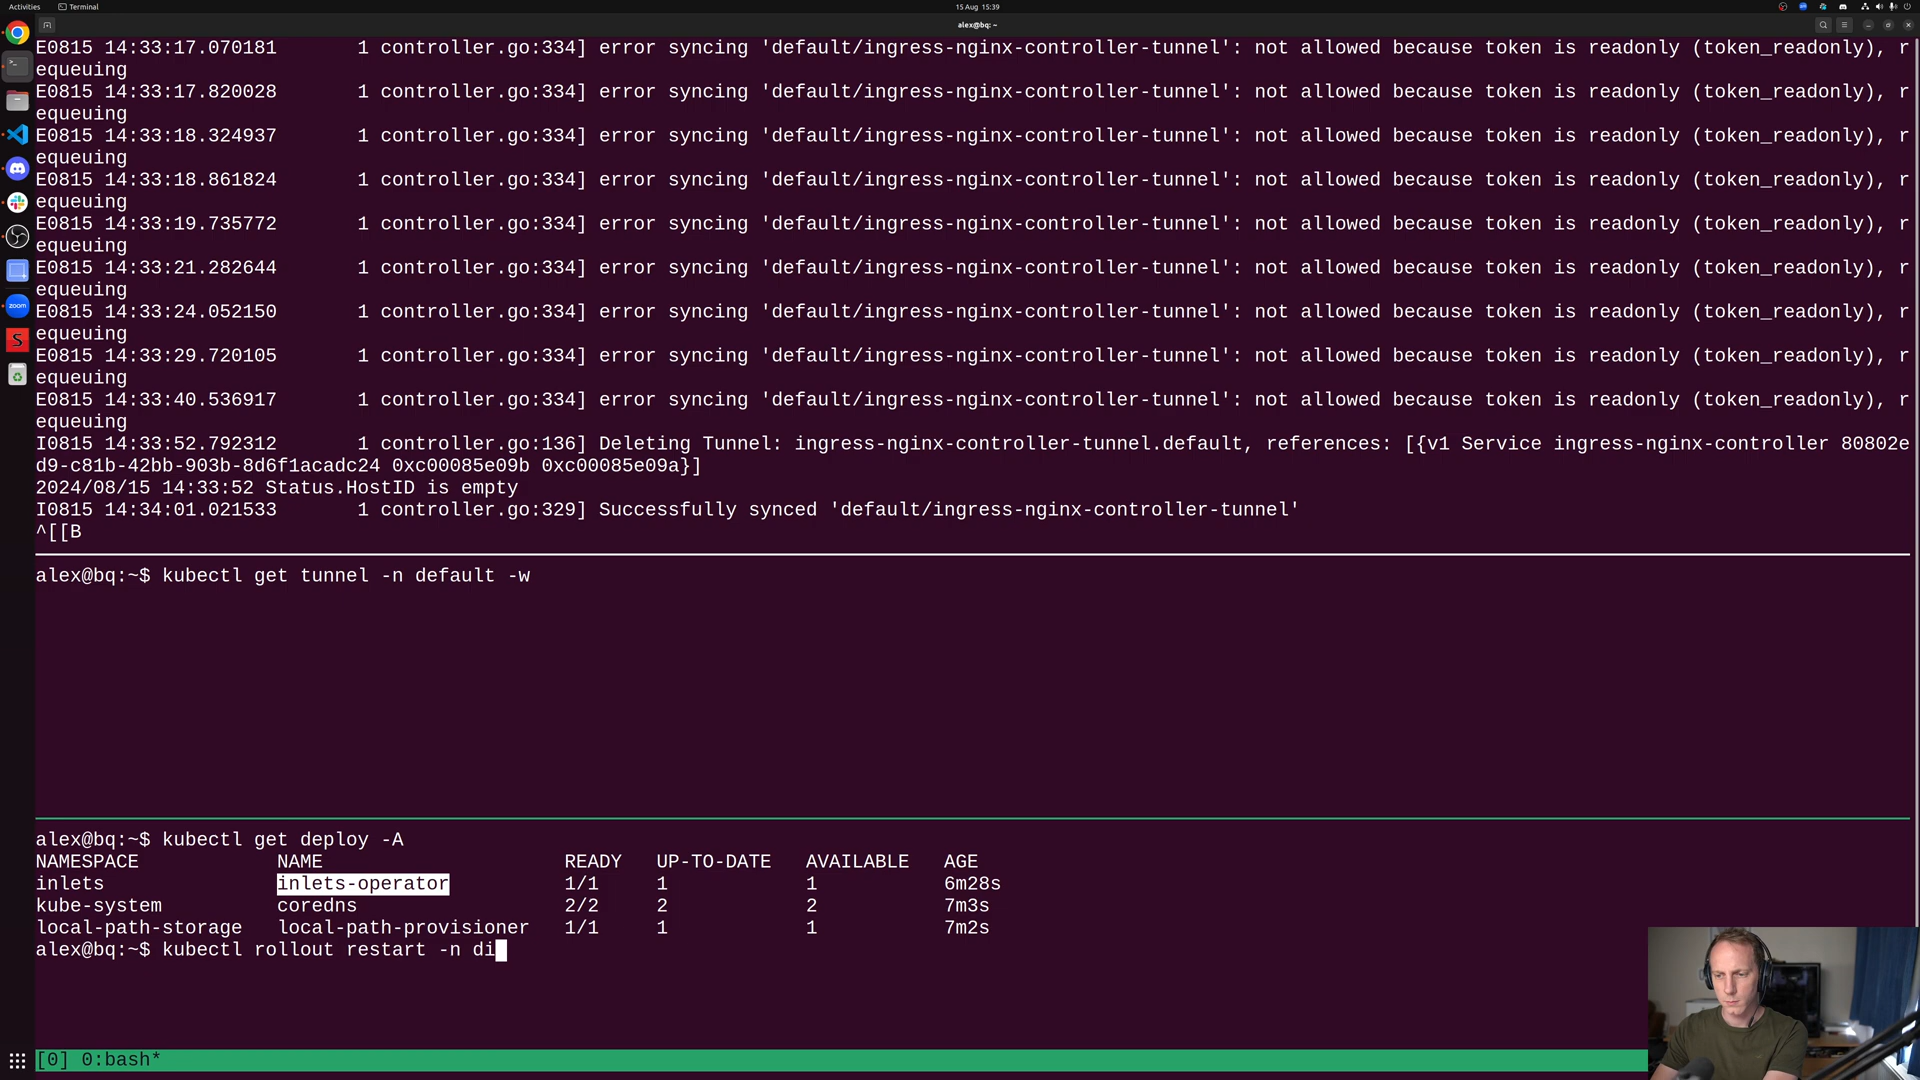 Activities
Terminal
15 Aug 15:39
alex@bq: ~
E0815 14:33:17.070181       1 controller.go:334] error syncing 'default/ingress-nginx-controller-tunnel': not allowed because token is readonly (token_readonly), r
equeuing
E0815 14:33:17.820028       1 controller.go:334] error syncing 'default/ingress-nginx-controller-tunnel': not allowed because token is readonly (token_readonly), r
equeuing
E0815 14:33:18.324937       1 controller.go:334] error syncing 'default/ingress-nginx-controller-tunnel': not allowed because token is readonly (token_readonly), r
equeuing
E0815 14:33:18.861824       1 controller.go:334] error syncing 'default/ingress-nginx-controller-tunnel': not allowed because token is readonly (token_readonly), r
equeuing
E0815 14:33:19.735772       1 controller.go:334] error syncing 'default/ingress-nginx-controller-tunnel': not allowed because token is readonly (token_readonly), r
equeuing
E0815 14:33:21.282644       1 controller.go:334] error syncing 'default/ingress-nginx-controller-tunnel': not allowed because token is readonly (token_readonly), r
equeuing
E0815 14:33:24.052150       1 controller.go:334] error syncing 'default/ingress-nginx-controller-tunnel': not allowed because token is readonly (token_readonly), r
equeuing
E0815 14:33:29.720105       1 controller.go:334] error syncing 'default/ingress-nginx-controller-tunnel': not allowed because token is readonly (token_readonly), r
equeuing
E0815 14:33:40.536917       1 controller.go:334] error syncing 'default/ingress-nginx-controller-tunnel': not allowed because token is readonly (token_readonly), r
equeuing
I0815 14:33:52.792312       1 controller.go:136] Deleting Tunnel: ingress-nginx-controller-tunnel.default, references: [{v1 Service ingress-nginx-controller 80802e
d9-c81b-42bb-903b-8d6f1acadc24 0xc00085e09b 0xc00085e09a}]
2024/08/15 14:33:52 Status.HostID is empty
I0815 14:34:01.021533       1 controller.go:329] Successfully synced 'default/ingress-nginx-controller-tunnel'
^[[B
alex@bq:~$ kubectl get tunnel -n default -w
alex@bq:~$ kubectl get deploy -A
NAMESPACE            NAME                     READY   UP-TO-DATE   AVAILABLE   AGE
inlets               inlets-operator          1/1     1            1           6m28s
kube-system          coredns                  2/2     2            2           7m3s
local-path-storage   local-path-provisioner   1/1     1            1           7m2s
alex@bq:~$ kubectl rollout restart -n di
[0] 0:bash*
zoom
S